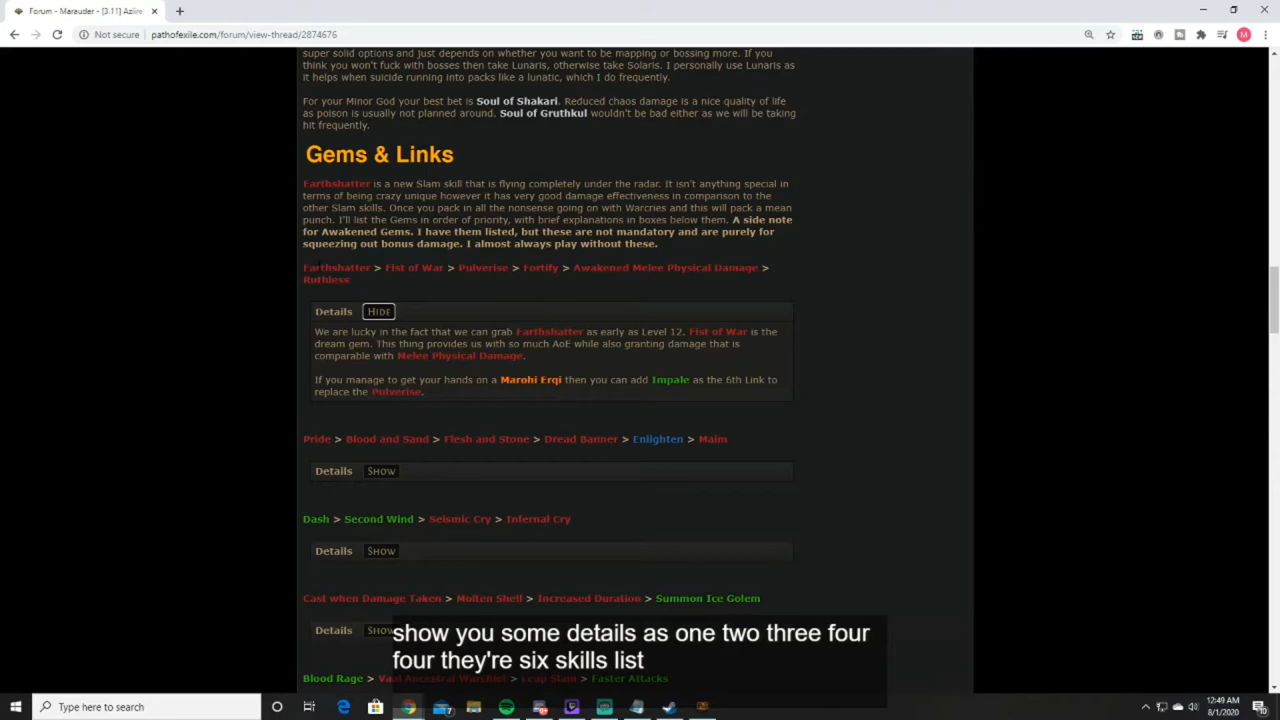 Forum - Marauder - [3.11] Aziine
Not secure | pathofexile.com/forum/view-thread/2874676
super solid options and just depends on whether you want to be mapping or bossing more. If you
think you won't fuck with bosses then take Lunaris, otherwise take Solaris. I personally use Lunaris as
it helps when suicide running into packs like a lunatic, which I do frequently.
For your Minor God your best bet is Soul of Shakari. Reduced chaos damage is a nice quality of life
as poison is usually not planned around. Soul of Gruthkul wouldn't be bad either as we will be taking
hit frequently.
Gems & Links
Earthshatter is a new Slam skill that is flying completely under the radar. It isn't anything special in
terms of being crazy unique however it has very good damage effectiveness in comparison to the
other Slam skills. Once you pack in all the nonsense going on with Warcries and this will pack a mean
punch. I'll list the Gems in order of priority, with brief explanations in boxes below them. A side note
for Awakened Gems. I have them listed, but these are not mandatory and are purely for
squeezing out bonus damage. I almost always play without these.
Earthshatter > Fist of War > Pulverise > Fortify > Awakened Melee Physical Damage >
Ruthless
Details HIDE
We are lucky in the fact that we can grab Earthshatter as early as Level 12. Fist of War is the
dream gem. This thing provides us with so much AoE while also granting damage that is
comparable with Melee Physical Damage.
If you manage to get your hands on a Marohi Erqi then you can add Impale as the 6th Link to
replace the Pulverise.
Pride > Blood and Sand > Flesh and Stone > Dread Banner > Enlighten > Maim
Details SHOW
Dash > Second Wind > Seismic Cry > Infernal Cry
Details SHOW
Cast when Damage Taken > Molten Shell > Increased Duration > Summon Ice Golem
Details SHOW
show you some details as one two three four
four they're six skills list
Blood Rage > Vaal Ancestral Warchief > Leap Slam > Faster Attacks
Type here to search
12:49 AM
8/1/2020